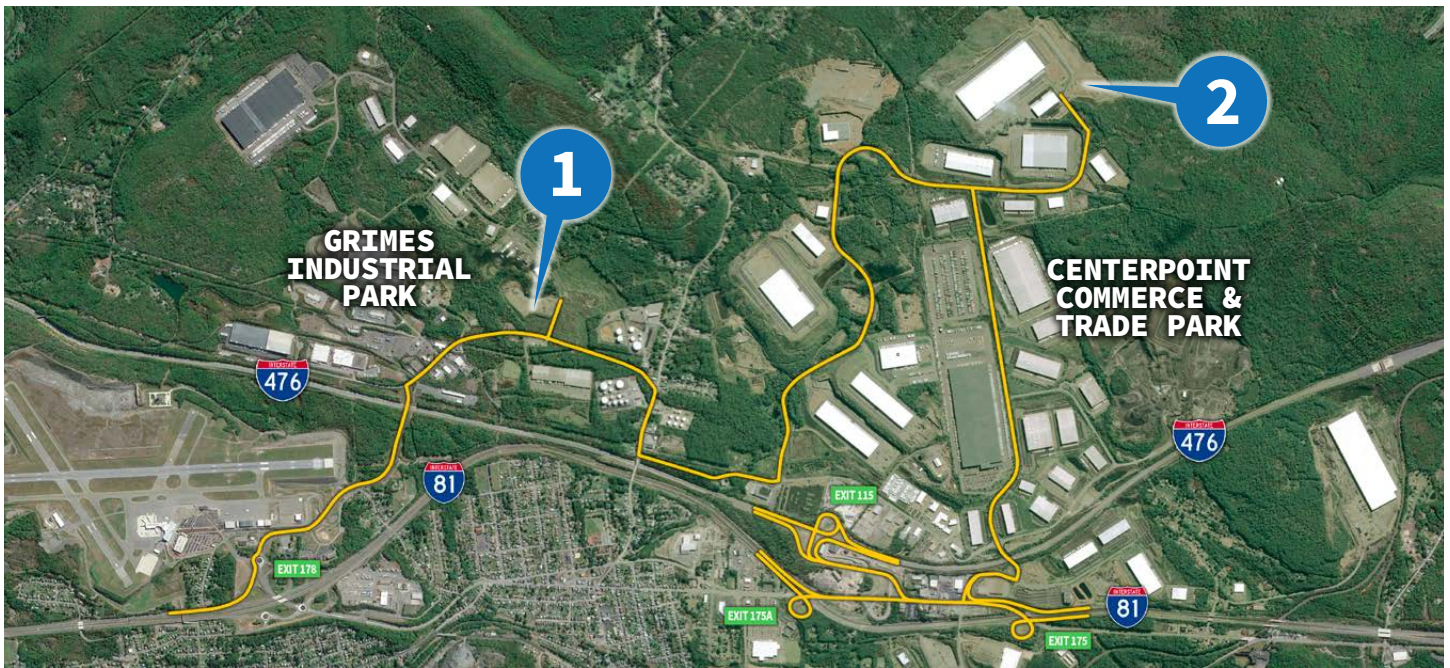 1
2
GRIMES
INDUSTRIAL
PARK
CENTERPOINT
COMMERCE &
TRADE PARK
INTERSTATE
476
INTERSTATE
81
INTERSTATE
476
EXIT 115
EXIT 178
EXIT 175A
EXIT 175
INTERSTATE
81